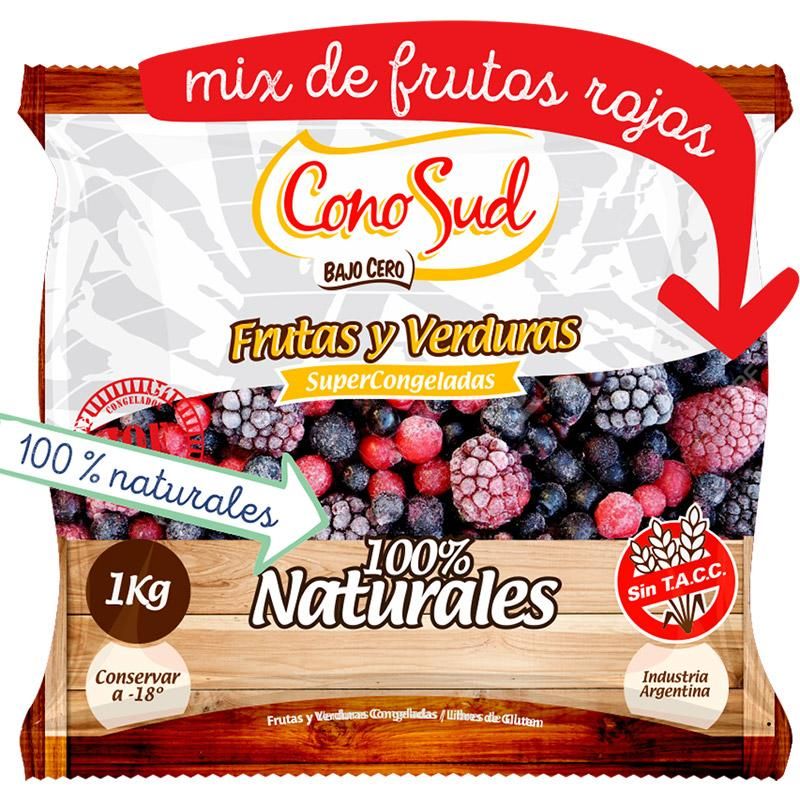 mix de frutos rojos
Cono Sud
BAJO CERO
Frutas y Verduras
SuperCongeladas
CONGELADO
100% naturales
100%
Naturales
1Kg
Sin T.A.C.C.
Conservar
a -18°
Industria
Argentina
Frutas y Verduras Congeladas / Libres de Gluten